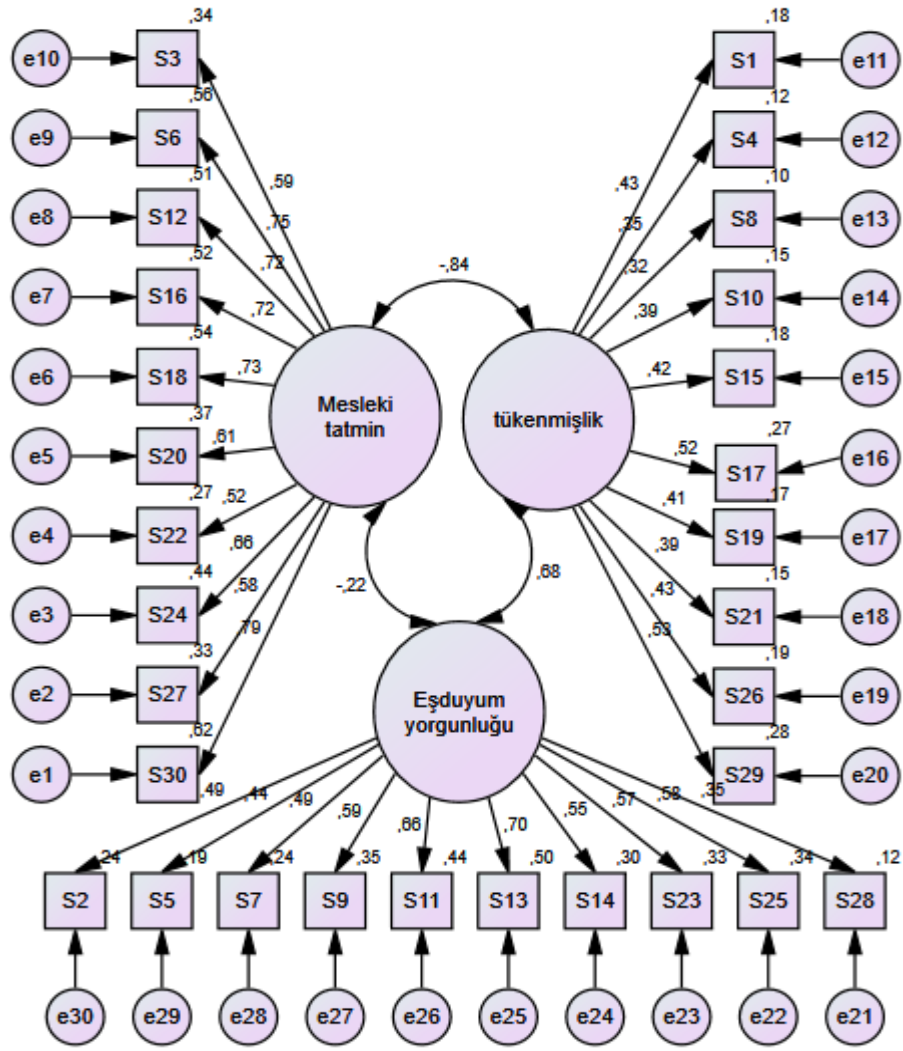 ,34 ,18
e10 S3 S1 e11
,56 ,12
e9 S6 S4 e12
,51 ,10
,59 ,43
e8 S12 S8 e13
,75 ,35
,52 ,15
,72 ,32
-,84
e7 S16 S10 e14
,72 ,39
,54 ,18
e6 S18 ,73 ,42 S15 e15
Mesleki
tatmin
tükenmişlik
,37 ,27
e5 S20 ,61 ,52 S17 e16
,27 ,52 ,41 ,17
e4 S22 S19 e17
,66 ,39
,44 ,58 -,22 ,68 ,43 ,15
e3 S24 S21 e18
,79 ,53
,33 ,19
e2 S27 S26 e19
Eşduyum
yorgunluğu
,62 ,28
e1 S30 S29 e20
,49 ,44 ,49 ,59 ,66 ,70 ,55 ,57 ,58 ,35
,24 ,19 ,24 ,35 ,44 ,50 ,30 ,33 ,34 ,12
S2 S5 S7 S9 S11 S13 S14 S23 S25 S28
e30 e29 e28 e27 e26 e25 e24 e23 e22 e21